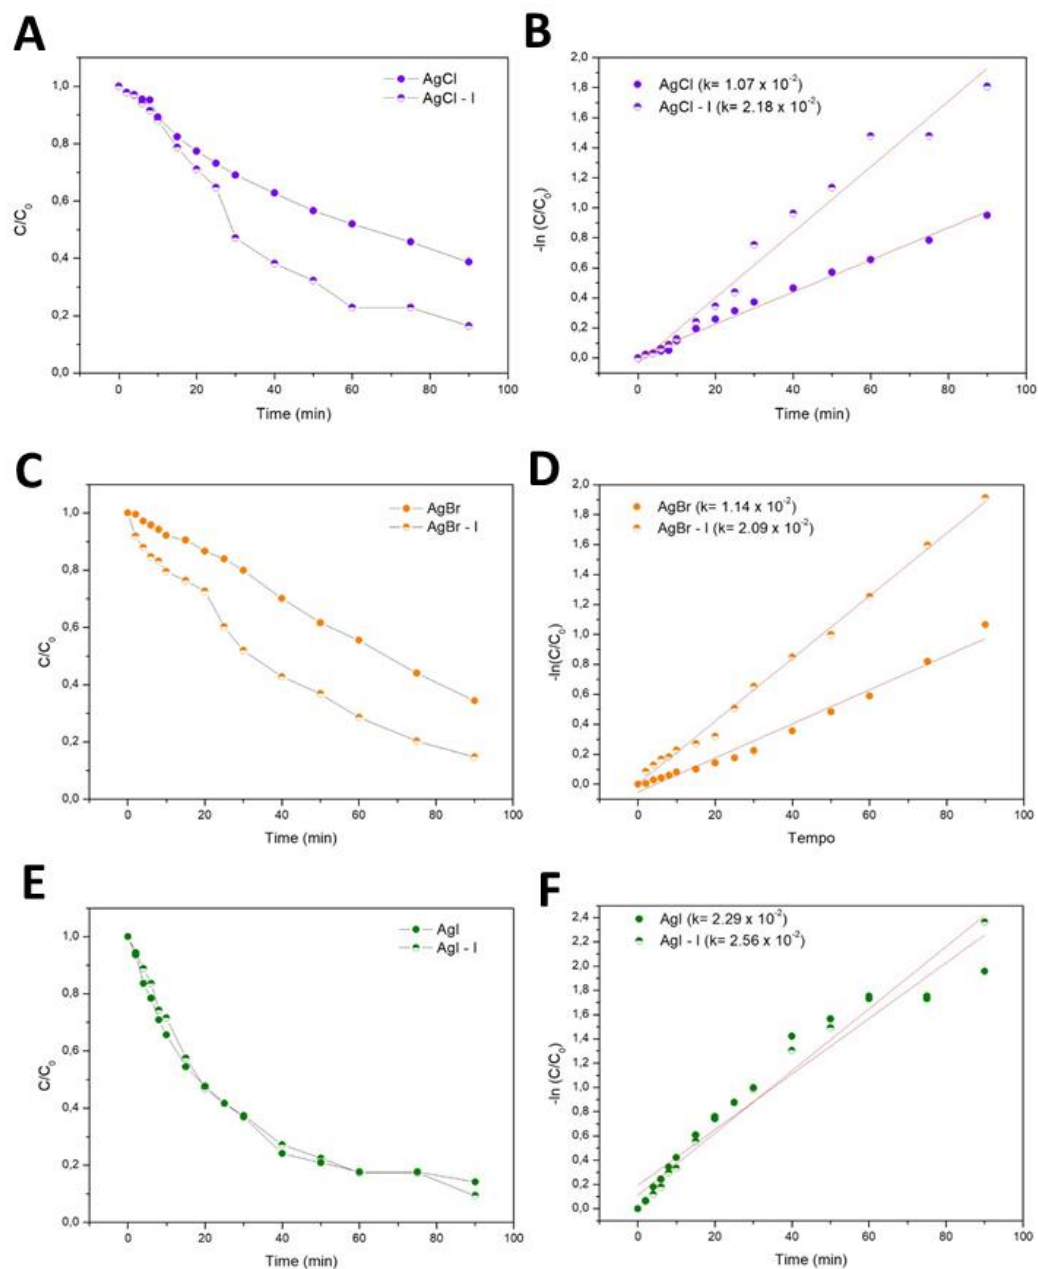 A
B
1,0
0,8
0,6
0,4
0,2
0,0
C/C₀
AgCl
AgCl - I
0
20
40
60
80
100
Time (min)
2,0
1,8
1,6
1,4
1,2
1,0
0,8
0,6
0,4
0,2
0,0
-ln (C/C₀)
AgCl (k= 1.07 x 10⁻²)
AgCl - I (k= 2.18 x 10⁻²)
0
20
40
60
80
100
Time (min)
C
D
1,0
0,8
0,6
0,4
0,2
0,0
C/C₀
AgBr
AgBr - I
0
20
40
60
80
100
Time (min)
2,0
1,8
1,6
1,4
1,2
1,0
0,8
0,6
0,4
0,2
0,0
-ln(C/C₀)
AgBr (k= 1.14 x 10⁻²)
AgBr - I (k= 2.09 x 10⁻²)
0
20
40
60
80
100
Tempo
E
F
1,0
0,8
0,6
0,4
0,2
0,0
C/C₀
AgI
AgI - I
0
20
40
60
80
100
Time (min)
2,4
2,2
2,0
1,8
1,6
1,4
1,2
1,0
0,8
0,6
0,4
0,2
0,0
-ln (C/C₀)
AgI (k= 2.29 x 10⁻²)
AgI - I (k= 2.56 x 10⁻²)
0
20
40
60
80
100
Time (min)